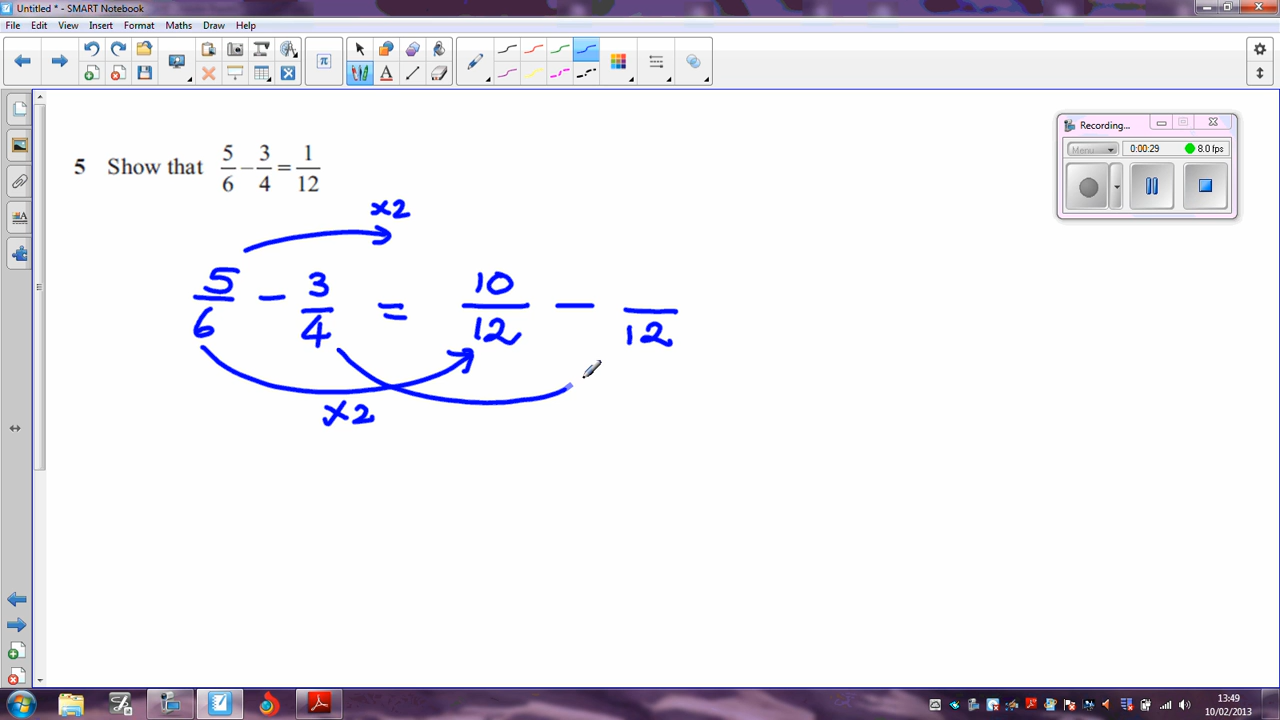 Untitled * - SMART Notebook
File Edit View Insert Format View Maths Draw Help
Recording...
Menu 0:00:29 8.0 fps
5 Show that 5/6 – 3/4 = 1/12
×2
5/6 – 3/4 = 10/12 – /12
×2
13:49
10/02/2013